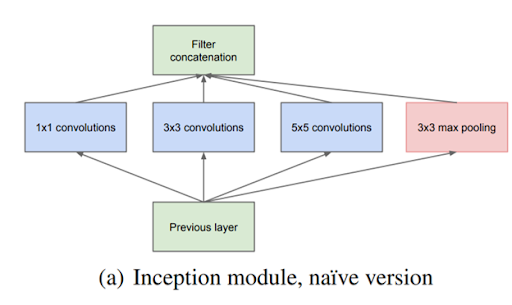 Filter
concatenation
1x1 convolutions
3x3 convolutions
5x5 convolutions
3x3 max pooling
Previous layer
(a) Inception module, naïve version